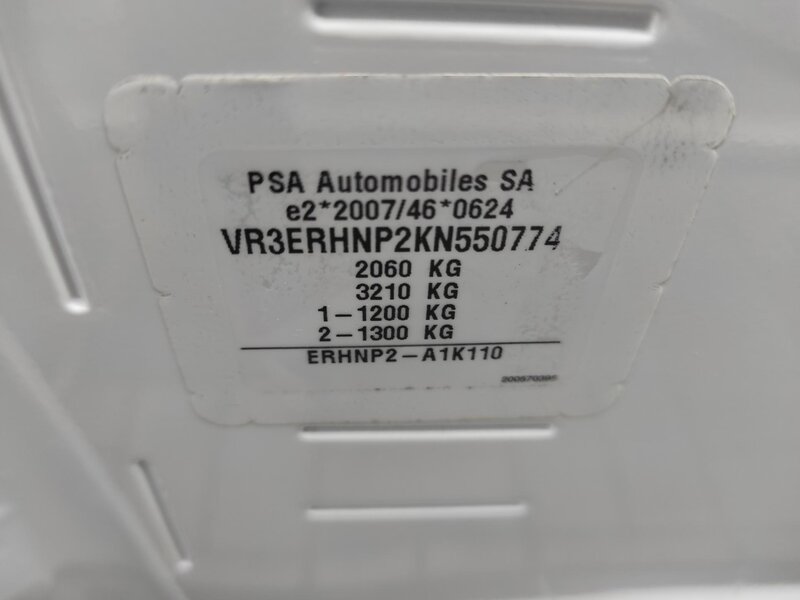 PSA Automobiles SA
e2*2007/46*0624
VR3ERHNP2KN550774
2060 KG
3210 KG
1-1200 KG
2-1300 KG
ERHNP2-A1K110